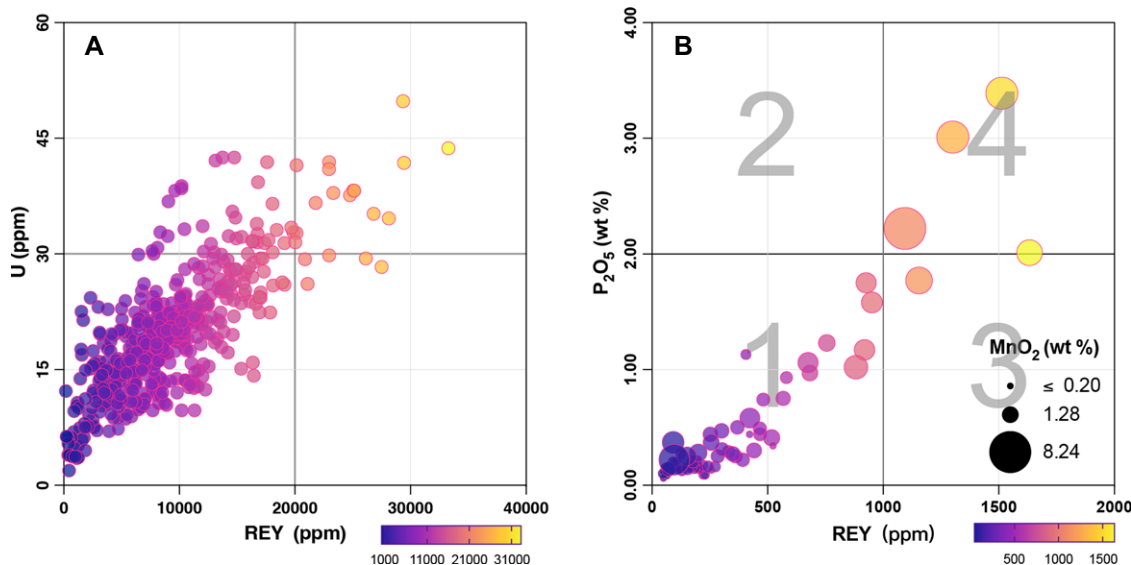 A
U (ppm)
60
45
30
15
0
0 10000 20000 30000 40000
REY (ppm)
1000 11000 21000 31000
B
P₂O₅ (wt %)
4.00
3.00
2.00
1.00
0.00
2 4
1 3
MnO₂ (wt %)
≤ 0.20
1.28
8.24
0 500 1000 1500 2000
REY (ppm)
500 1000 1500